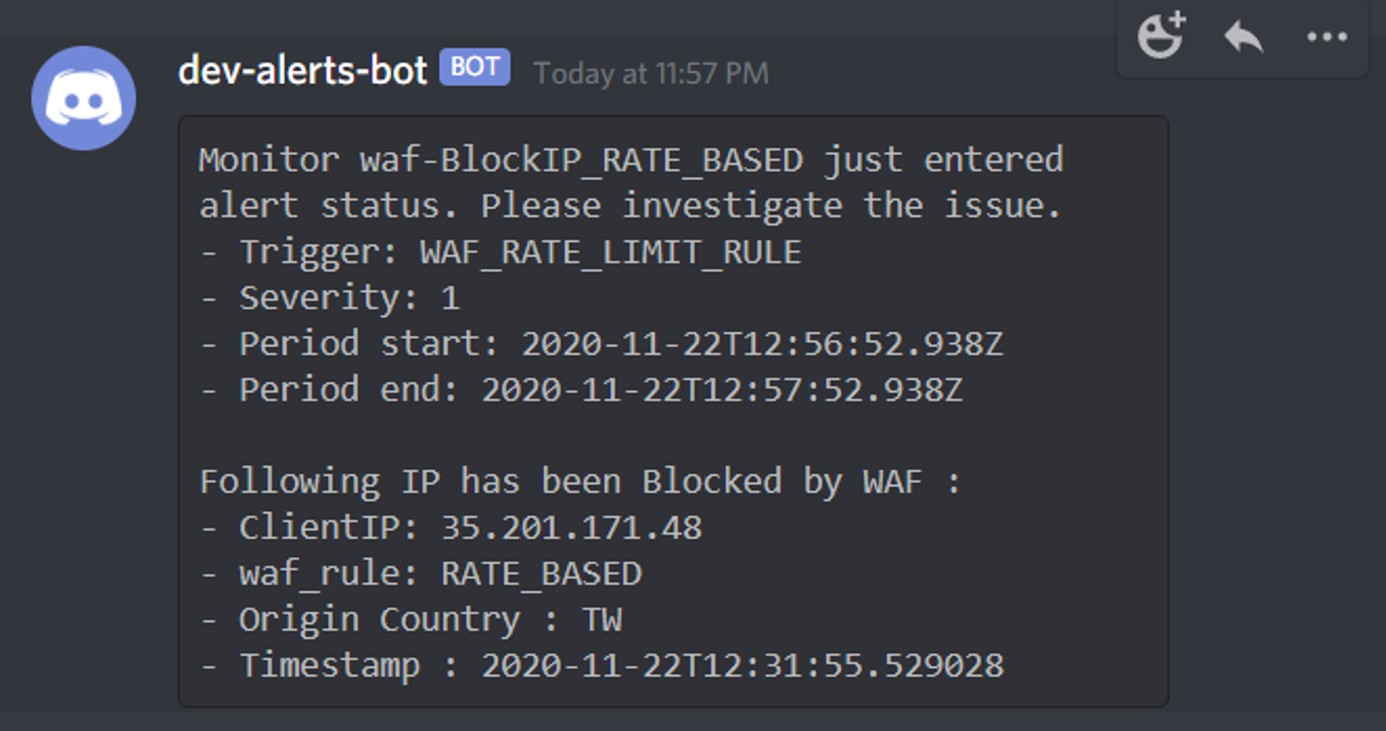 dev-alerts-bot BOT Today at 11:57 PM
Monitor waf-BlockIP_RATE_BASED just entered
alert status. Please investigate the issue.
- Trigger: WAF_RATE_LIMIT_RULE
- Severity: 1
- Period start: 2020-11-22T12:56:52.938Z
- Period end: 2020-11-22T12:57:52.938Z
Following IP has been Blocked by WAF :
- ClientIP: 35.201.171.48
- waf_rule: RATE_BASED
- Origin Country : TW
- Timestamp : 2020-11-22T12:31:55.529028